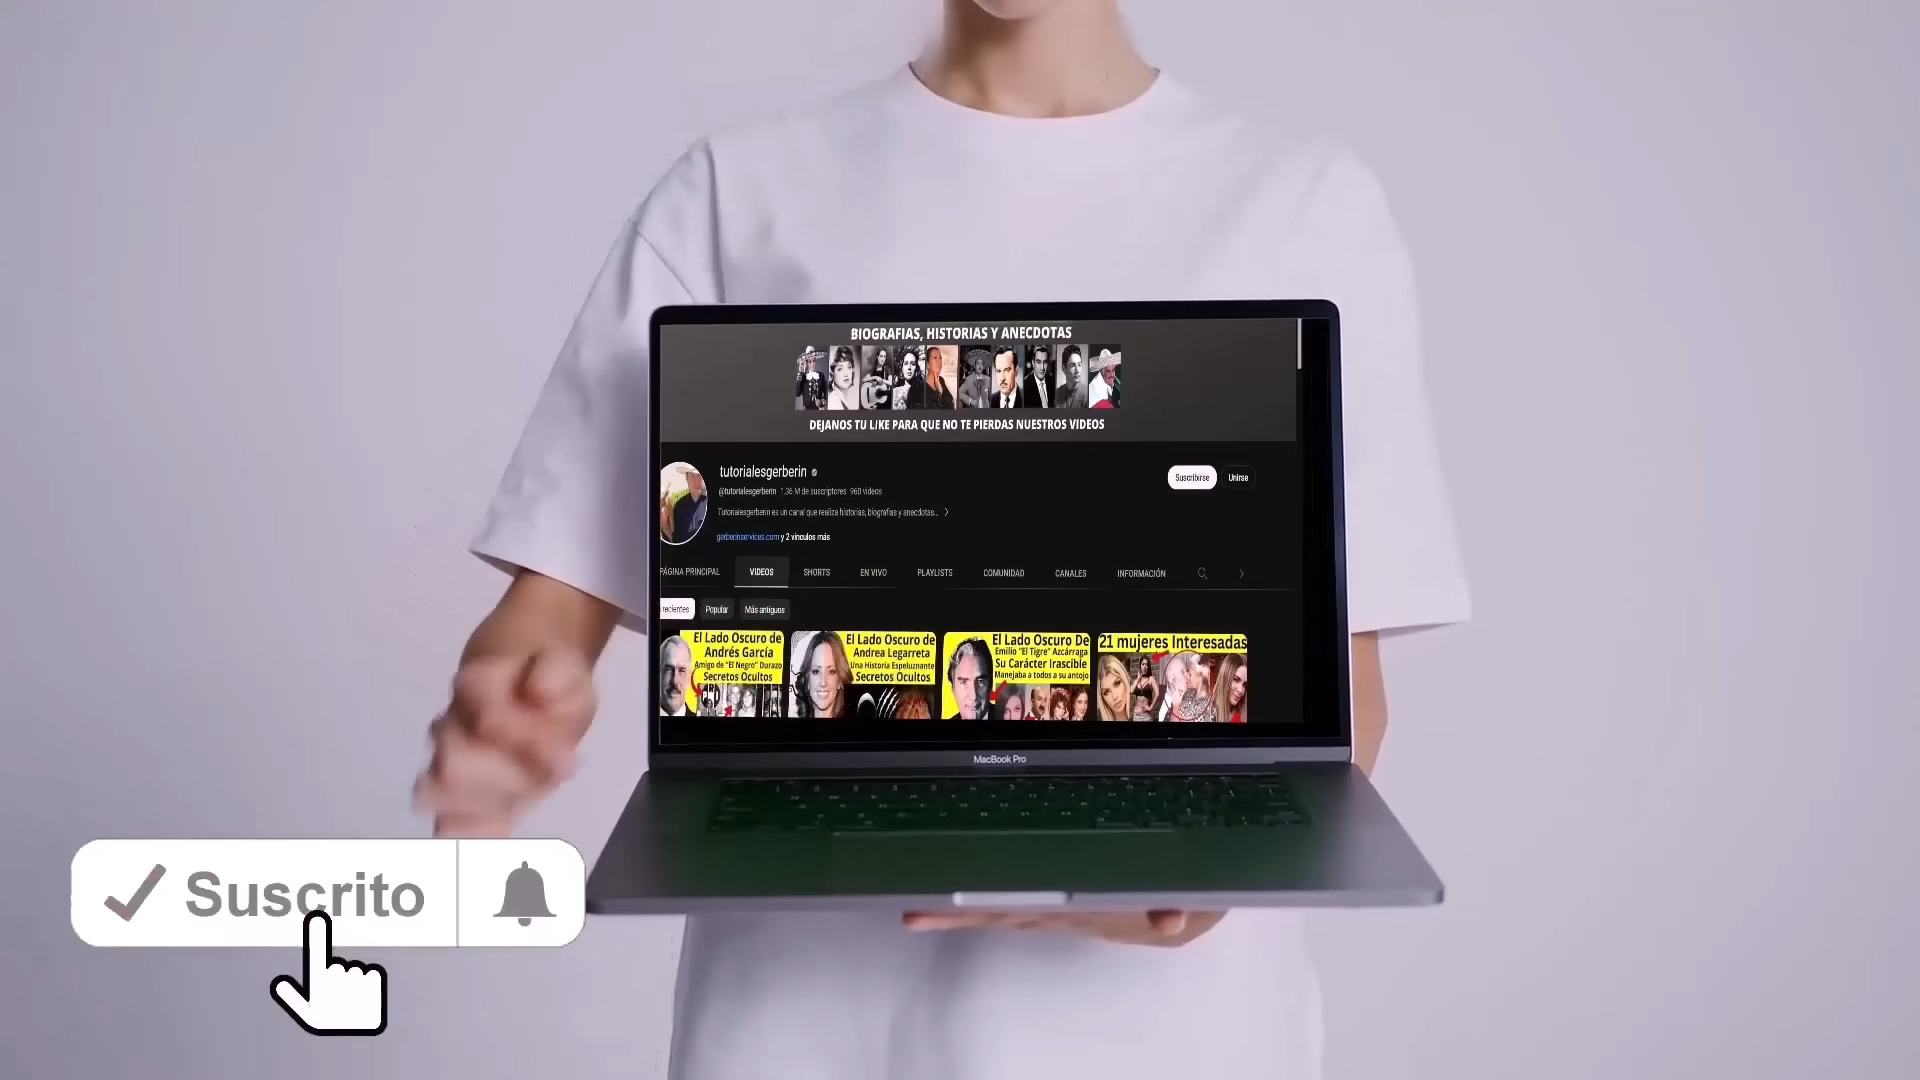 BIOGRAFIAS, HISTORIAS Y ANECDOTAS
DEJANOS TU LIKE PARA QUE NO TE PIERDAS NUESTROS VIDEOS
tutorialesgerberin
@tutorialesgerberin 1.36 M de suscriptores 960 videos
Tutorialesgerberin es un canal que realiza historias, biografias y anecdotas...
gerberinservices.com y 2 vínculos más
Suscribirse
Unirse
PÁGINA PRINCIPAL
VIDEOS
SHORTS
EN VIVO
PLAYLISTS
COMUNIDAD
CANALES
INFORMACIÓN
recientes
Popular
Más antiguos
El Lado Oscuro de
Andrés García
Amigo de "El Negro" Durazo
Secretos Ocultos
El Lado Oscuro de
Andrea Legarreta
Una Historia Espeluznante
Secretos Ocultos
El Lado Oscuro De
Emilio "El Tigre" Azcárraga
Su Carácter Irascible
Manejaba a todos a su antojo
21 mujeres Interesadas
MacBook Pro
Suscrito